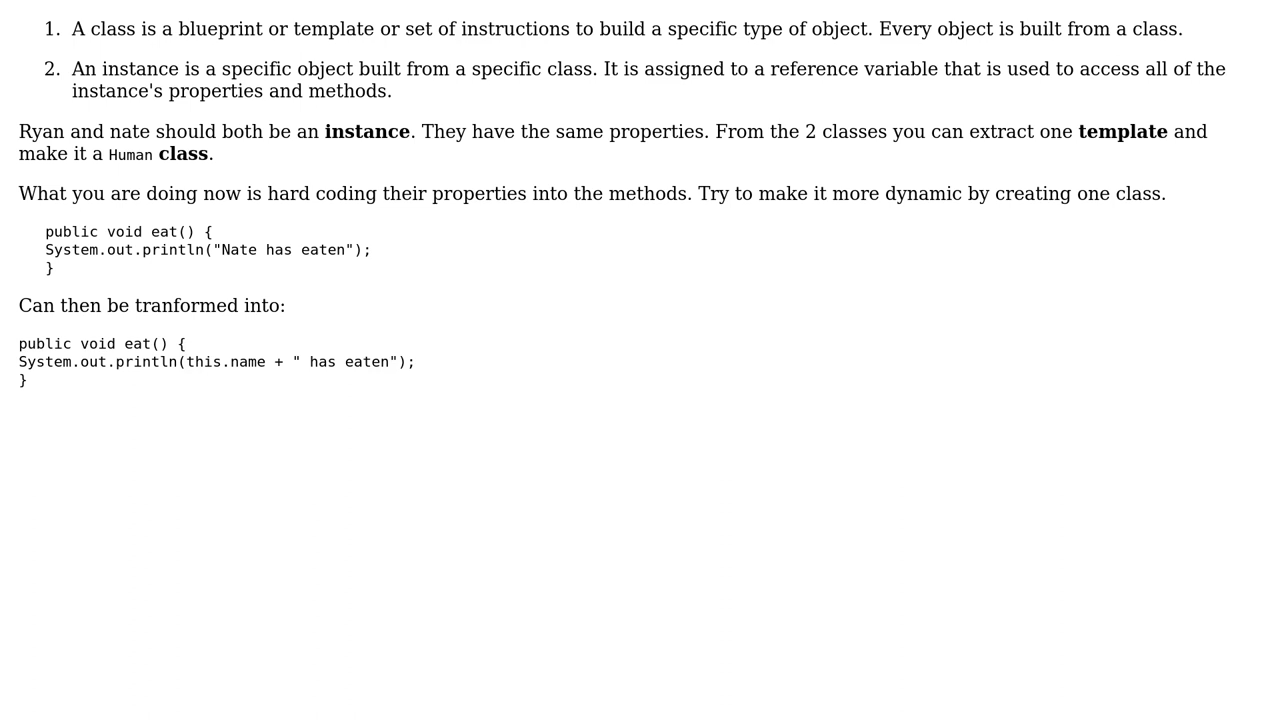 1. A class is a blueprint or template or set of instructions to build a specific type of object. Every object is built from a class.
2. An instance is a specific object built from a specific class. It is assigned to a reference variable that is used to access all of the
instance's properties and methods.
Ryan and nate should both be an instance. They have the same properties. From the 2 classes you can extract one template and
make it a Human class.
What you are doing now is hard coding their properties into the methods. Try to make it more dynamic by creating one class.
public void eat() {
System.out.println("Nate has eaten");
}
Can then be tranformed into:
public void eat() {
System.out.println(this.name + " has eaten");
}